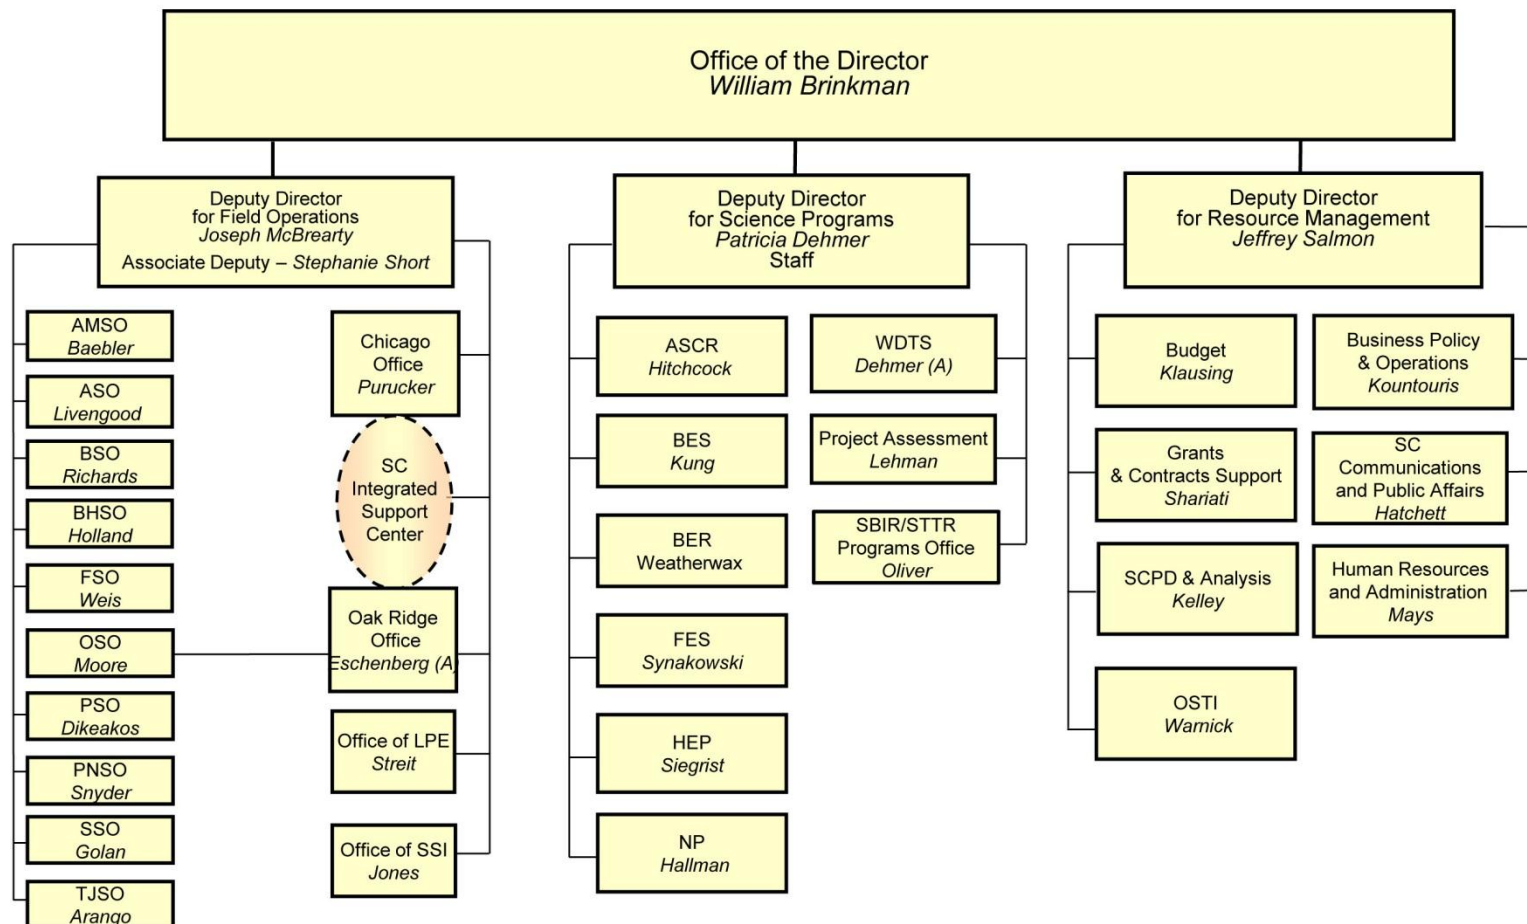 Office of the Director
William Brinkman
Deputy Director
for Field Operations
Joseph McBrearty
Associate Deputy – Stephanie Short
AMSO
Baebler
ASO
Livengood
BSO
Richards
BHSO
Holland
FSO
Weis
OSO
Moore
PSO
Dikeakos
PNSO
Snyder
SSO
Golan
TJSO
Arango
Chicago
Office
Purucker
SC
Integrated
Support
Center
Oak Ridge
Office
Eschenberg (A)
Office of LPE
Streit
Office of SSI
Jones
Deputy Director
for Science Programs
Patricia Dehmer
Staff
ASCR
Hitchcock
BES
Kung
BER
Weatherwax
FES
Synakowski
HEP
Siegrist
NP
Hallman
WDTS
Dehmer (A)
Project Assessment
Lehman
SBIR/STTR
Programs Office
Oliver
Deputy Director
for Resource Management
Jeffrey Salmon
Budget
Klausing
Grants
& Contracts Support
Shariati
SCPD & Analysis
Kelley
OSTI
Warnick
Business Policy
& Operations
Kountouris
SC
Communications
and Public Affairs
Hatchett
Human Resources
and Administration
Mays